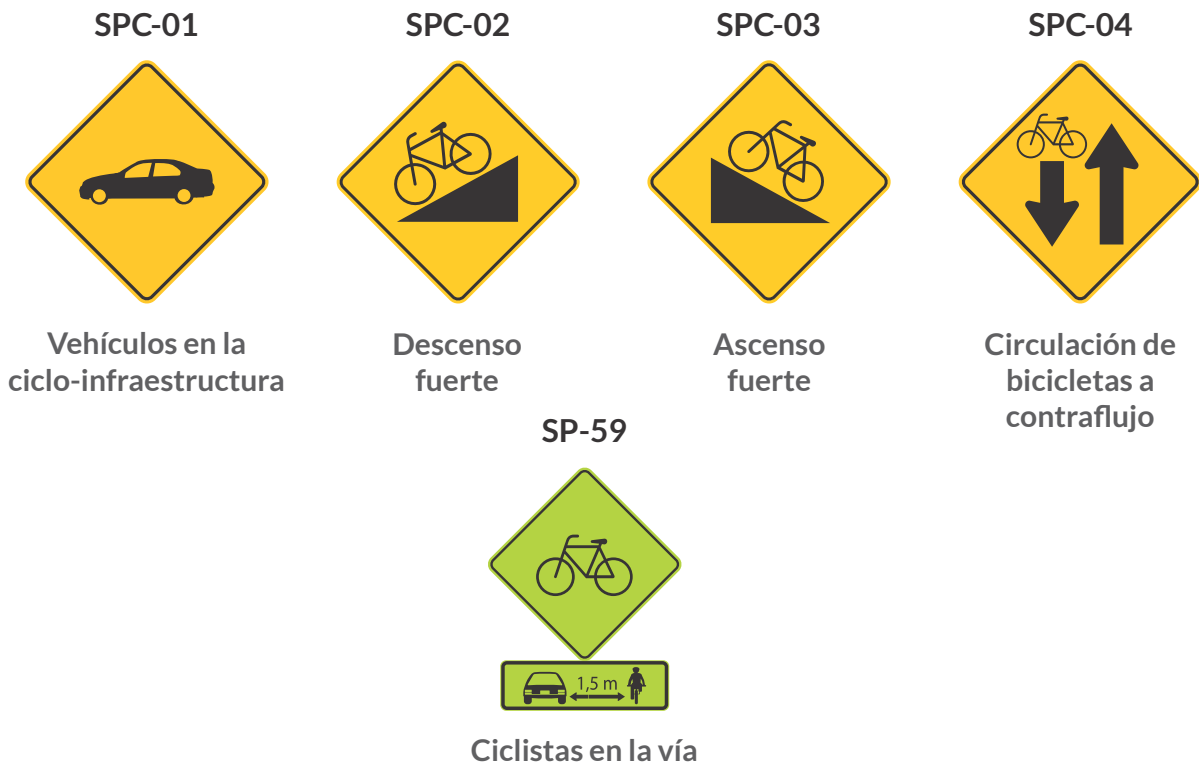 SPC-01
SPC-02
SPC-03
SPC-04
Vehículos en la
ciclo-infraestructura
Descenso
fuerte
Ascenso
fuerte
Circulación de
bicicletas a
contraflujo
SP-59
1,5 m
Ciclistas en la vía